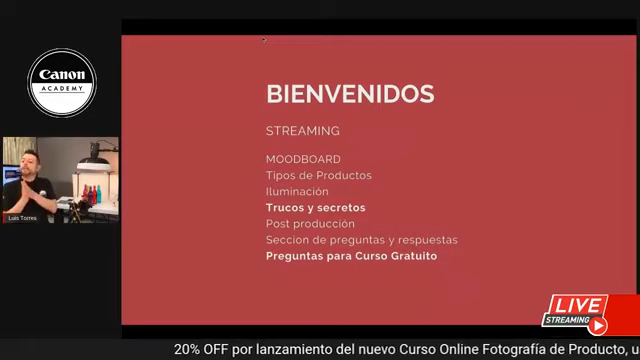 Canon
ACADEMY
BIENVENIDOS
STREAMING
MOODBOARD
Tipos de Productos
Iluminación
Trucos y secretos
Post producción
Seccion de preguntas y respuestas
Preguntas para Curso Gratuito
Luis Torres
LIVE
STREAMING
20% OFF por lanzamiento del nuevo Curso Online Fotografía de Producto, u